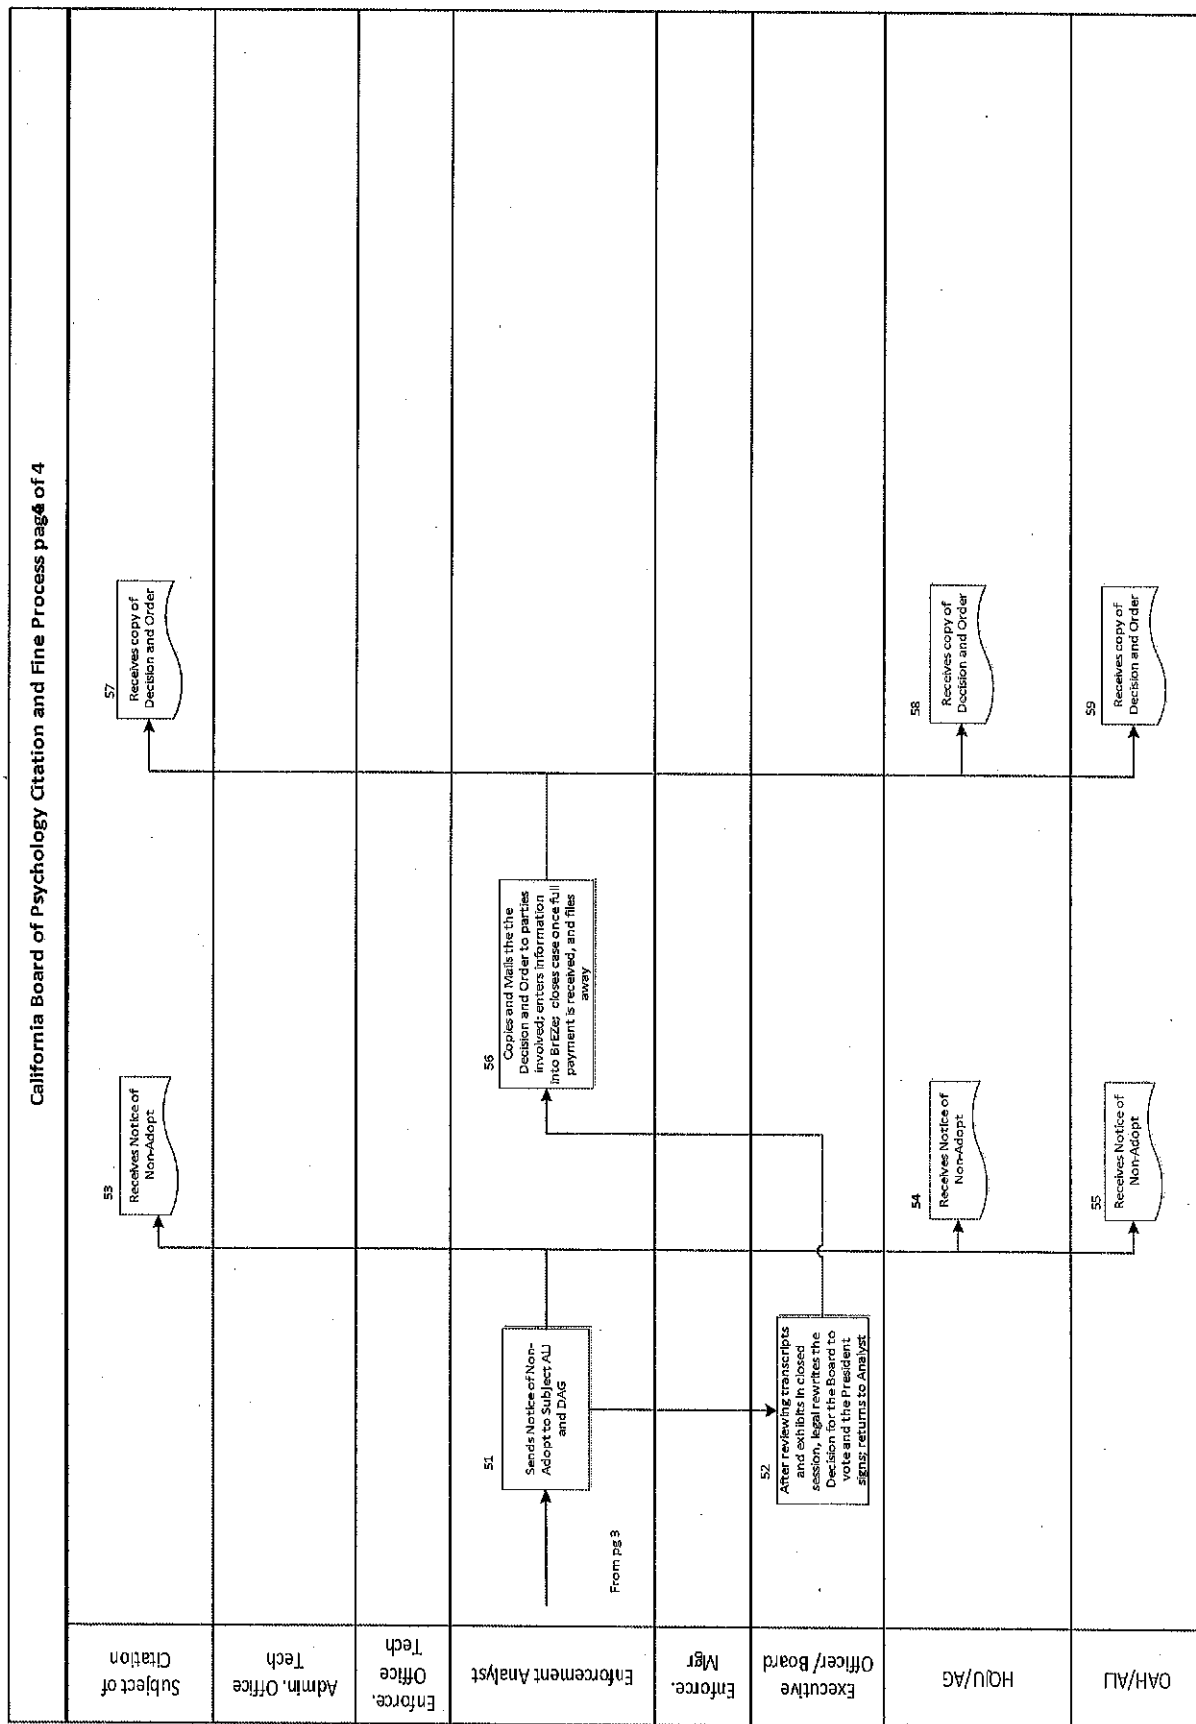 California Board of Psychology Citation and Fine Process page 4 of 4
Subject of
Citation
53
Receives Notice of
Non-Adopt
57
Receives copy of
Decision and Order
Admin. Office
Tech
Enforce.
Office
Tech
Enforcement Analyst
From pg 3
51
Sends Notice of Non-
Adopt to Subject ALJ
and DAG
56
Copies and Mails the the
Decision and Order to parties
involved; enters information
into BrEZe; closes case once full
payment is received, and files
away
Enforce.
Mgr
Executive
Officer/Board
52
After reviewing transcripts
and exhibits in closed
session, legal rewrites the
Decision for the Board to
vote and the President
signs; returns to Analyst
HQIU/AG
54
Receives Notice of
Non-Adopt
58
Receives copy of
Decision and Order
OAH/ALJ
55
Receives Notice of
Non-Adopt
59
Receives copy of
Decision and Order